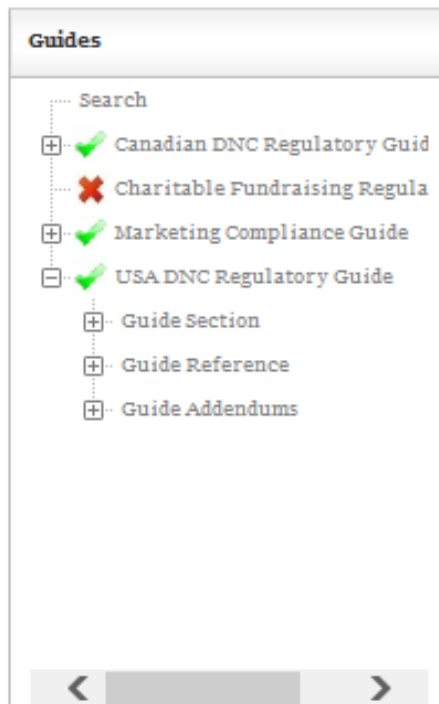 Guides
Search
Canadian DNC Regulatory Guid
Charitable Fundraising Regula
Marketing Compliance Guide
USA DNC Regulatory Guide
Guide Section
Guide Reference
Guide Addendums